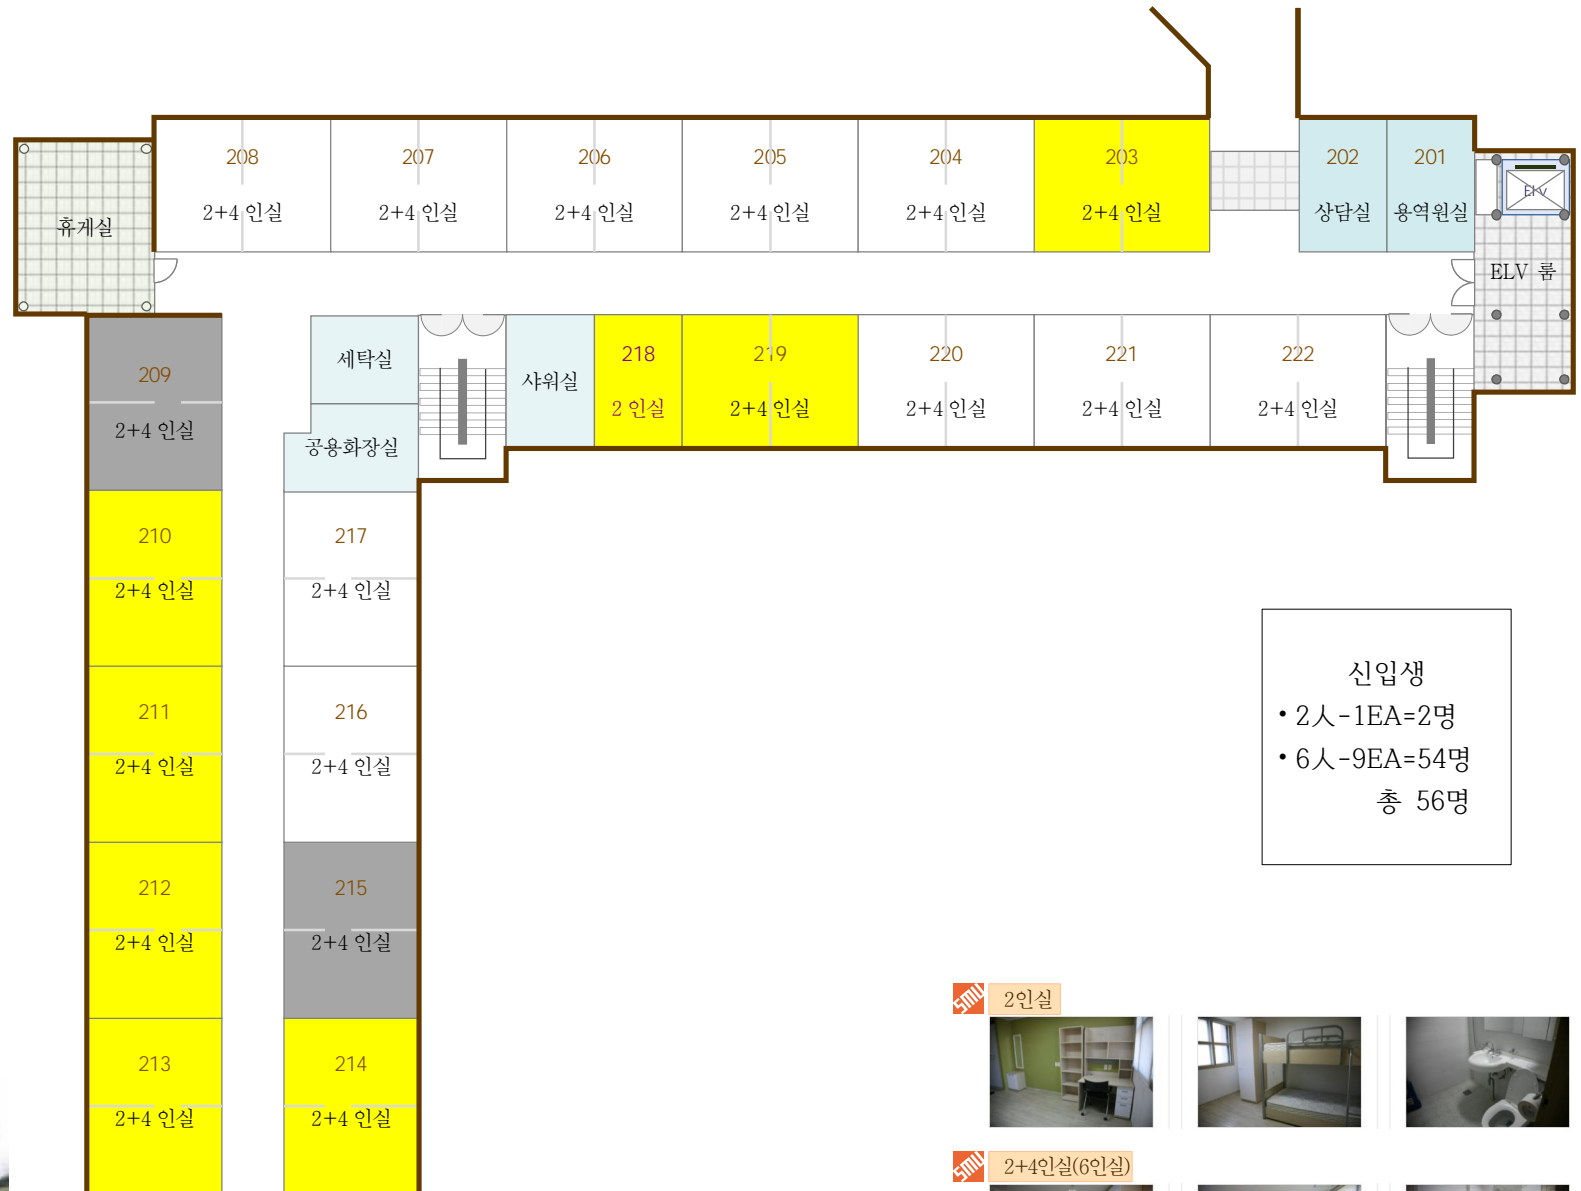 208
2+4 인실
207
2+4 인실
206
2+4 인실
205
2+4 인실
204
2+4 인실
203
2+4 인실
202
상담실
201
용역원실
ELV
휴게실
ELV 룸
209
2+4 인실
세탁실
공용화장실
샤워실
218
2 인실
219
2+4 인실
220
2+4 인실
221
2+4 인실
222
2+4 인실
210
2+4 인실
217
2+4 인실
211
2+4 인실
216
2+4 인실
212
2+4 인실
215
2+4 인실
213
2+4 인실
214
2+4 인실
신입생
• 2人-1EA=2명
• 6人-9EA=54명
총 56명
SMU 2인실
SMU 2+4인실(6인실)